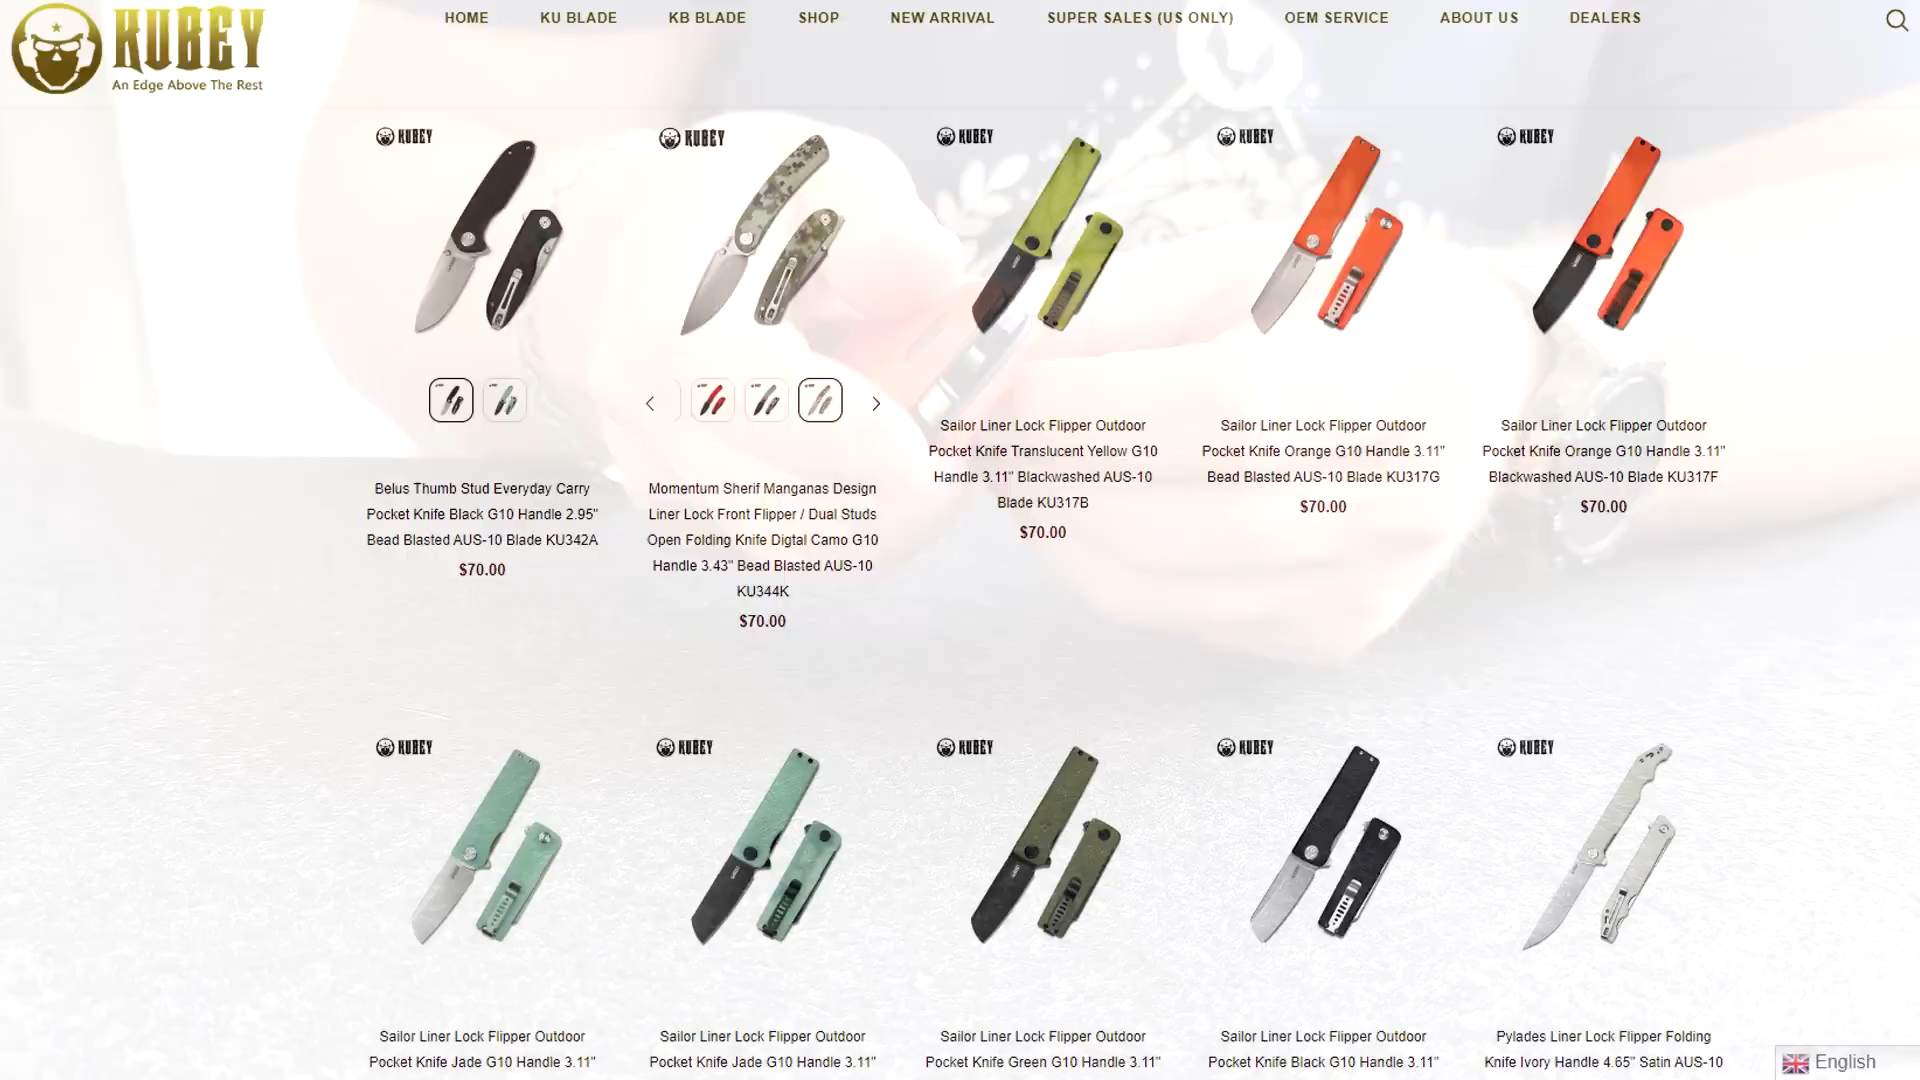 KUBEY
An Edge Above The Rest
HOME
KU BLADE
KB BLADE
SHOP
NEW ARRIVAL
SUPER SALES (US ONLY)
OEM SERVICE
ABOUT US
DEALERS
KUBEY
KUBEY
KUBEY
KUBEY
KUBEY
Belus Thumb Stud Everyday Carry
Pocket Knife Black G10 Handle 2.95"
Bead Blasted AUS-10 Blade KU342A
$70.00
Momentum Sherif Manganas Design
Liner Lock Front Flipper / Dual Studs
Open Folding Knife Digtal Camo G10
Handle 3.43" Bead Blasted AUS-10
KU344K
$70.00
Sailor Liner Lock Flipper Outdoor
Pocket Knife Translucent Yellow G10
Handle 3.11" Blackwashed AUS-10
Blade KU317B
$70.00
Sailor Liner Lock Flipper Outdoor
Pocket Knife Orange G10 Handle 3.11"
Bead Blasted AUS-10 Blade KU317G
$70.00
Sailor Liner Lock Flipper Outdoor
Pocket Knife Orange G10 Handle 3.11"
Blackwashed AUS-10 Blade KU317F
$70.00
KUBEY
KUBEY
KUBEY
KUBEY
KUBEY
Sailor Liner Lock Flipper Outdoor
Pocket Knife Jade G10 Handle 3.11"
Sailor Liner Lock Flipper Outdoor
Pocket Knife Jade G10 Handle 3.11"
Sailor Liner Lock Flipper Outdoor
Pocket Knife Green G10 Handle 3.11"
Sailor Liner Lock Flipper Outdoor
Pocket Knife Black G10 Handle 3.11"
Pylades Liner Lock Flipper Folding
Knife Ivory Handle 4.65" Satin AUS-10
English